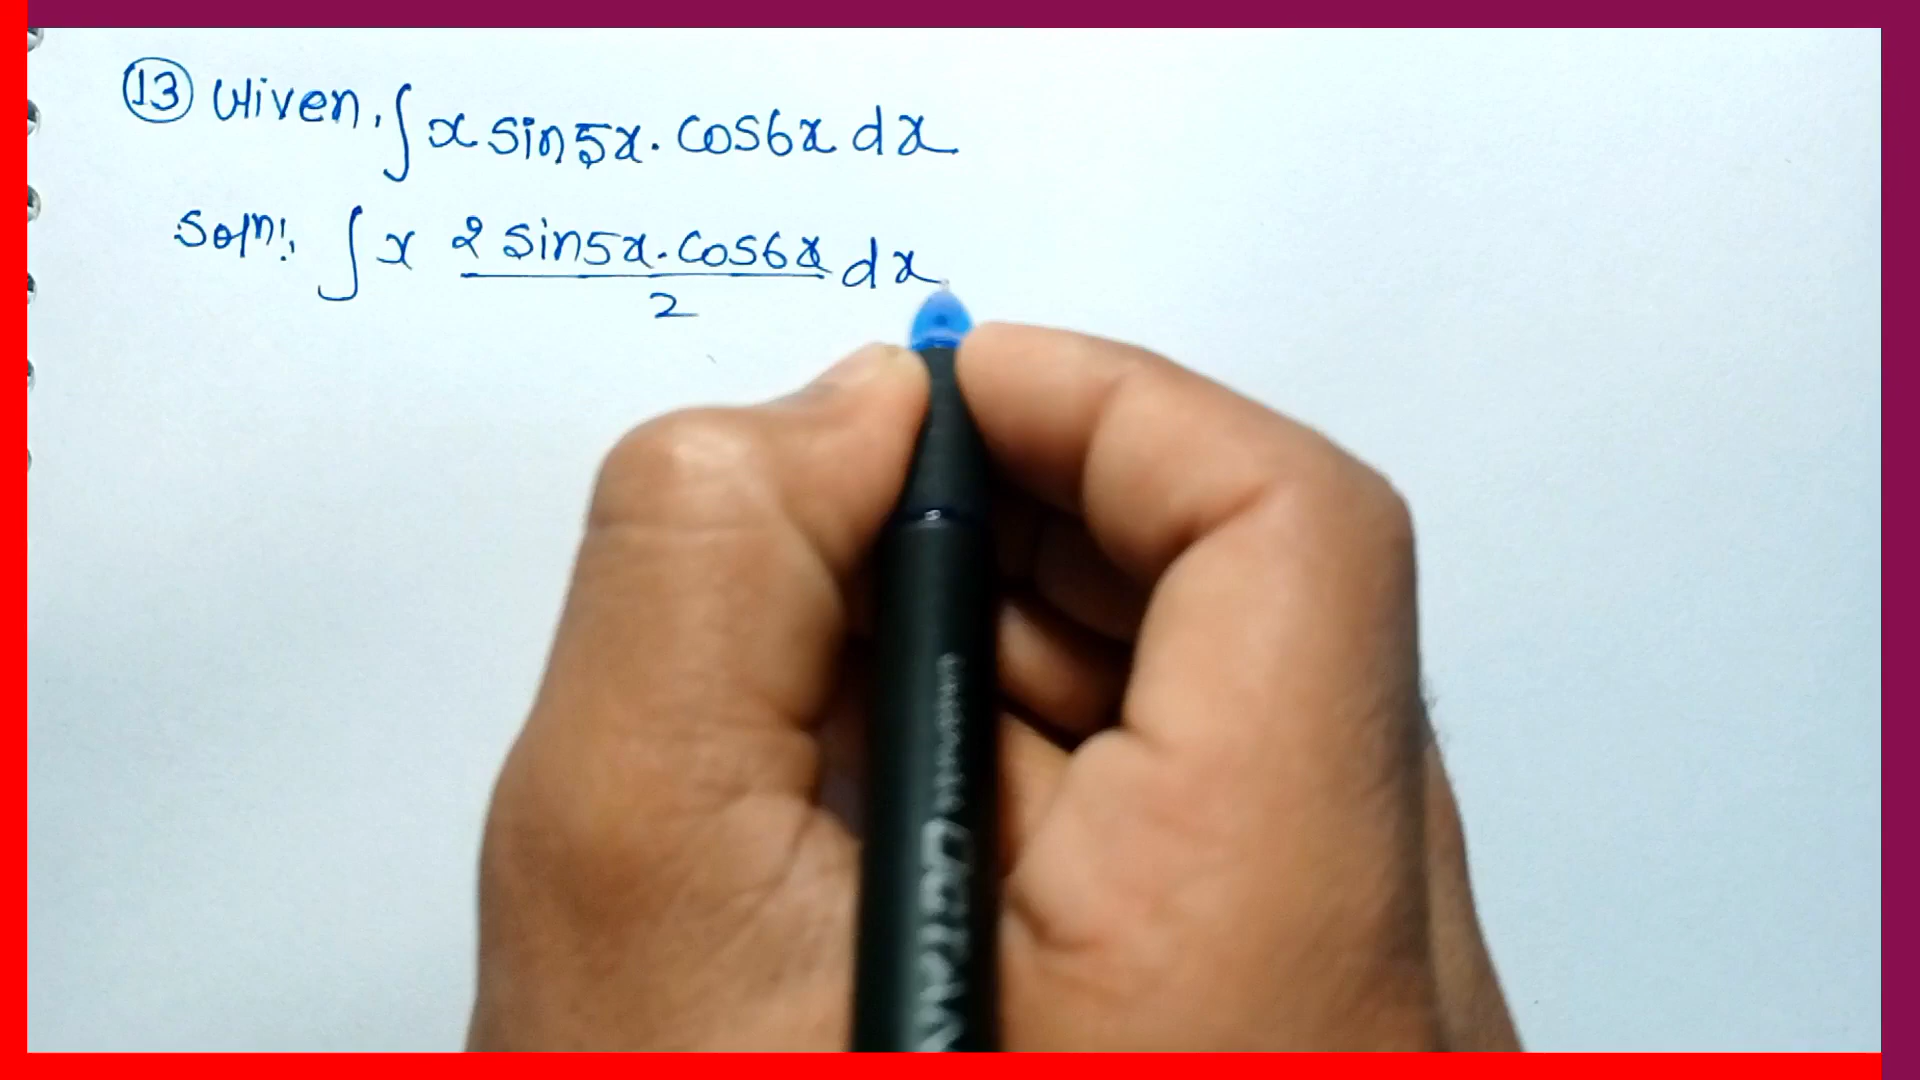 13 Given, ∫ x sin5x . cos6x dx
Soln:, ∫ x 2 sin5x . cos6x / 2 dx